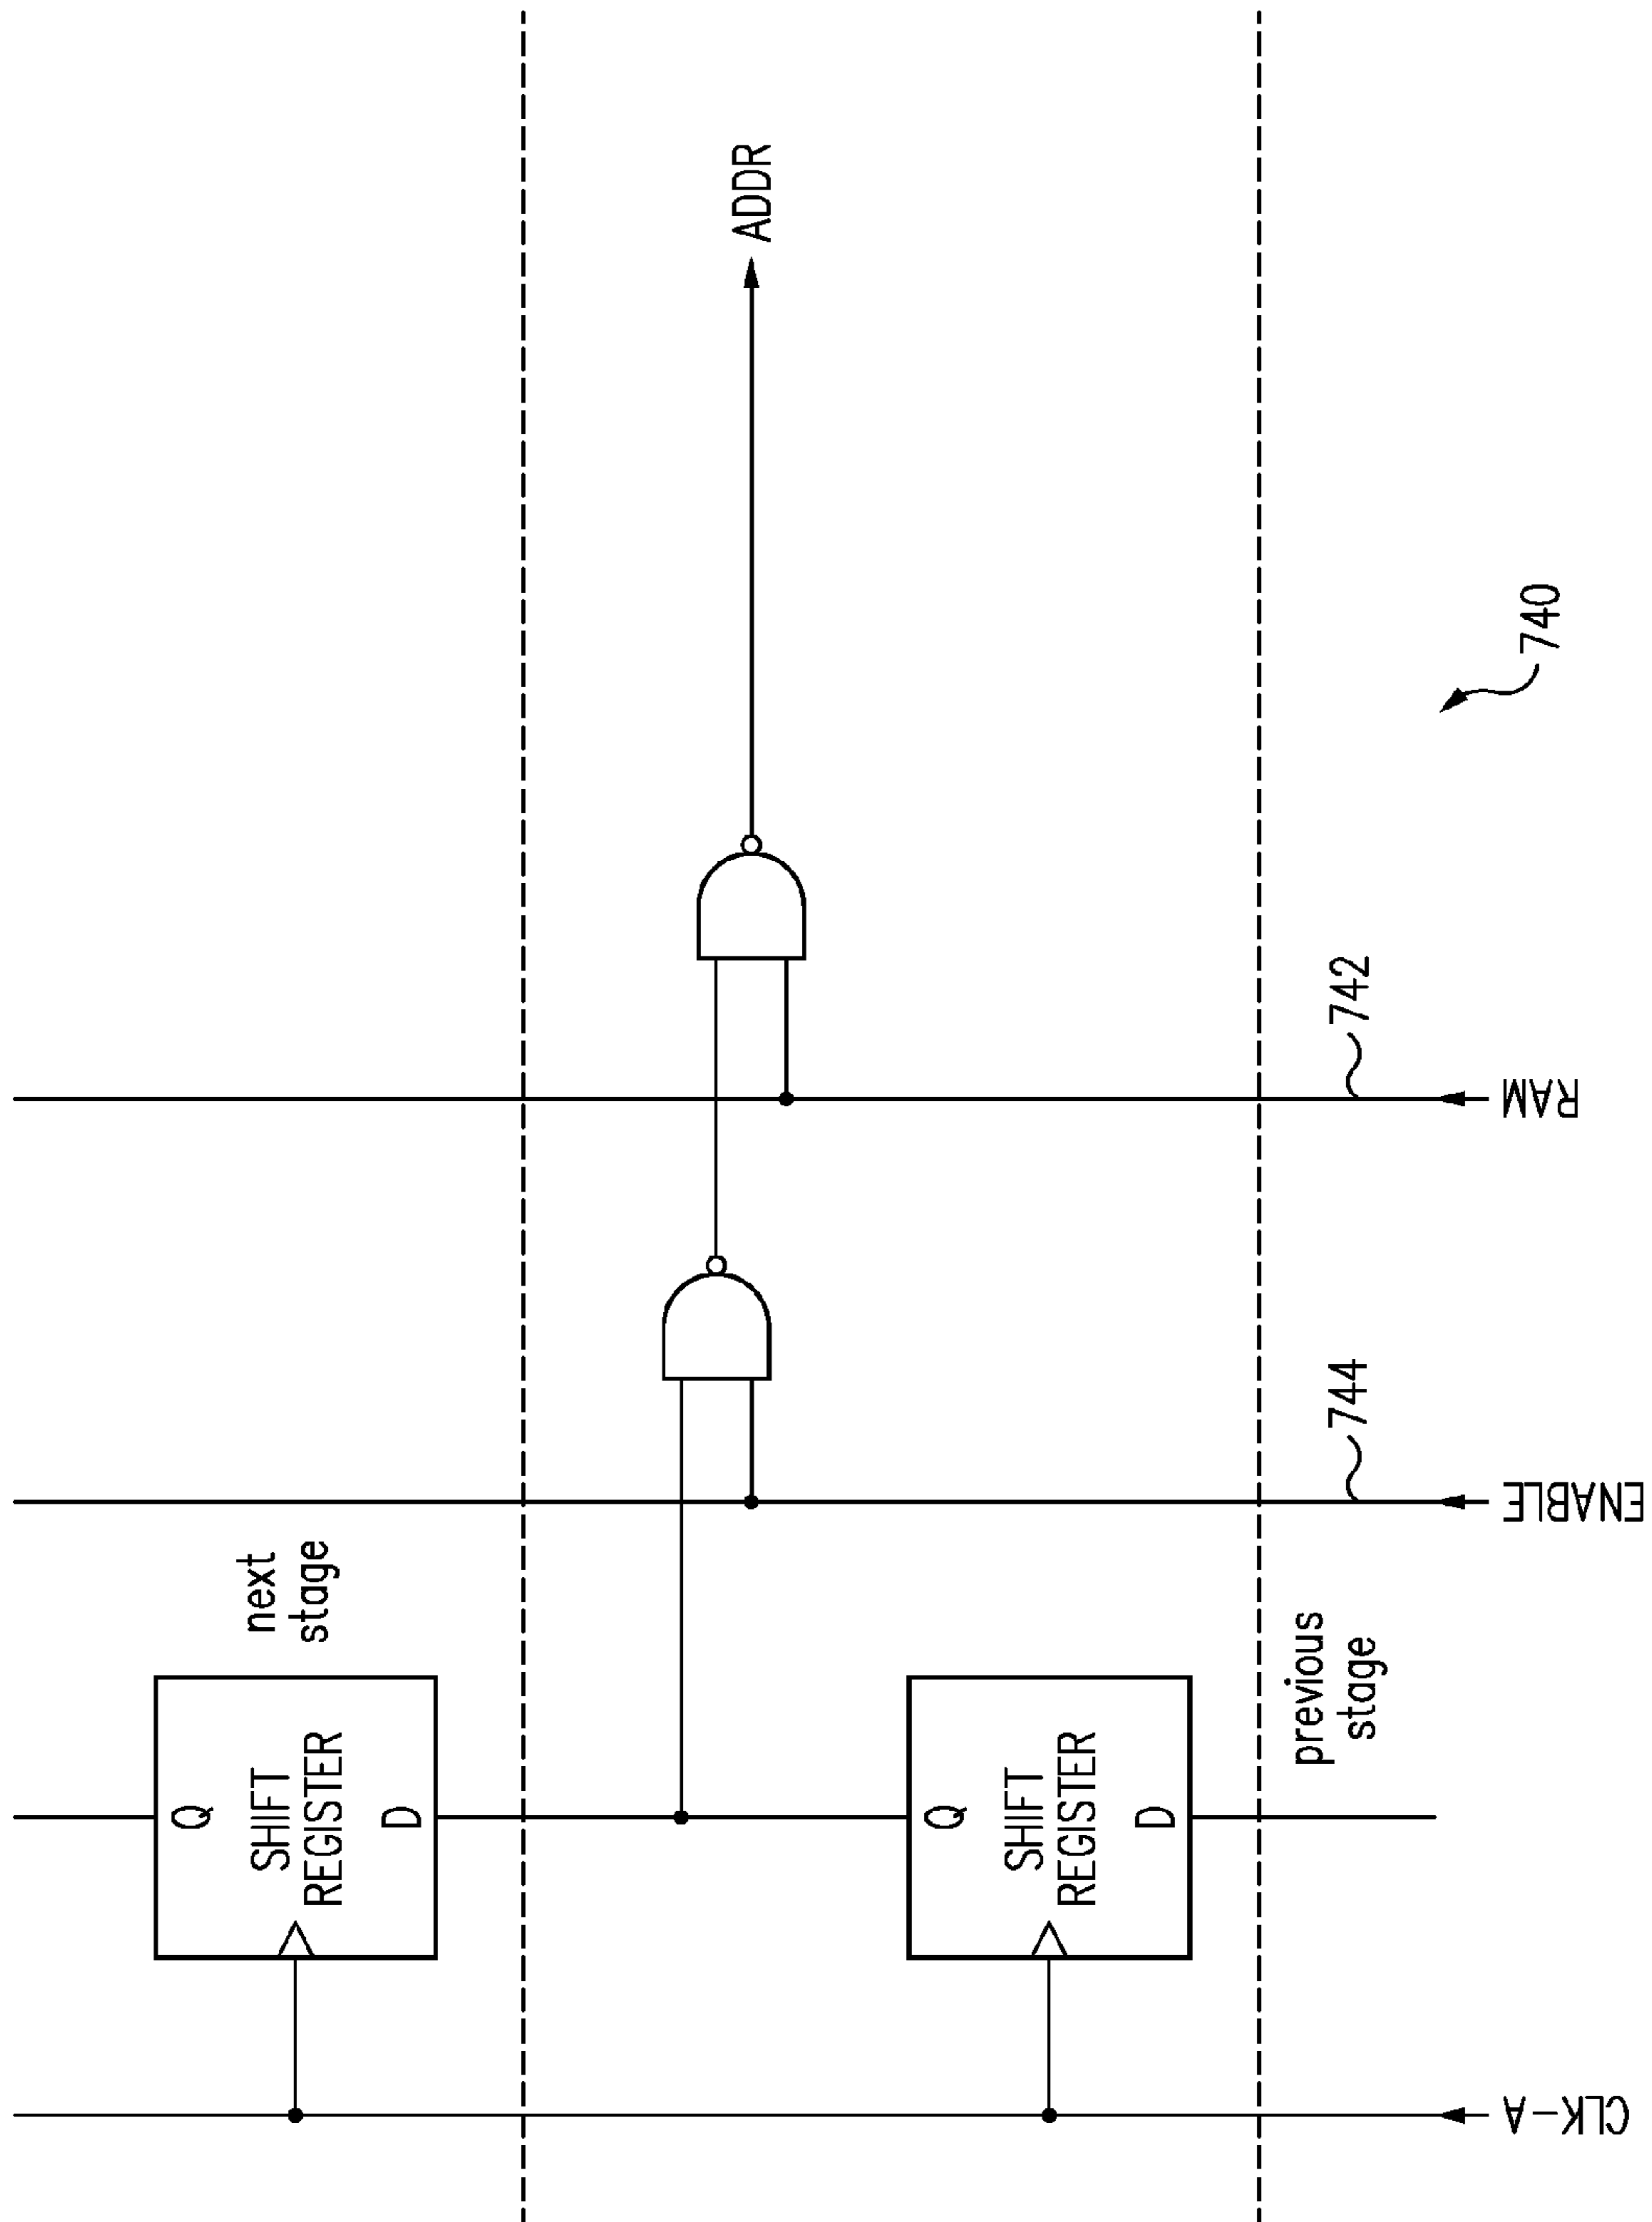 Q
SHIFT
REGISTER
D
next
stage
ADDR
Q
SHIFT
REGISTER
D
previous
stage
744
742
740
CLK-A
ENABLE
RAM